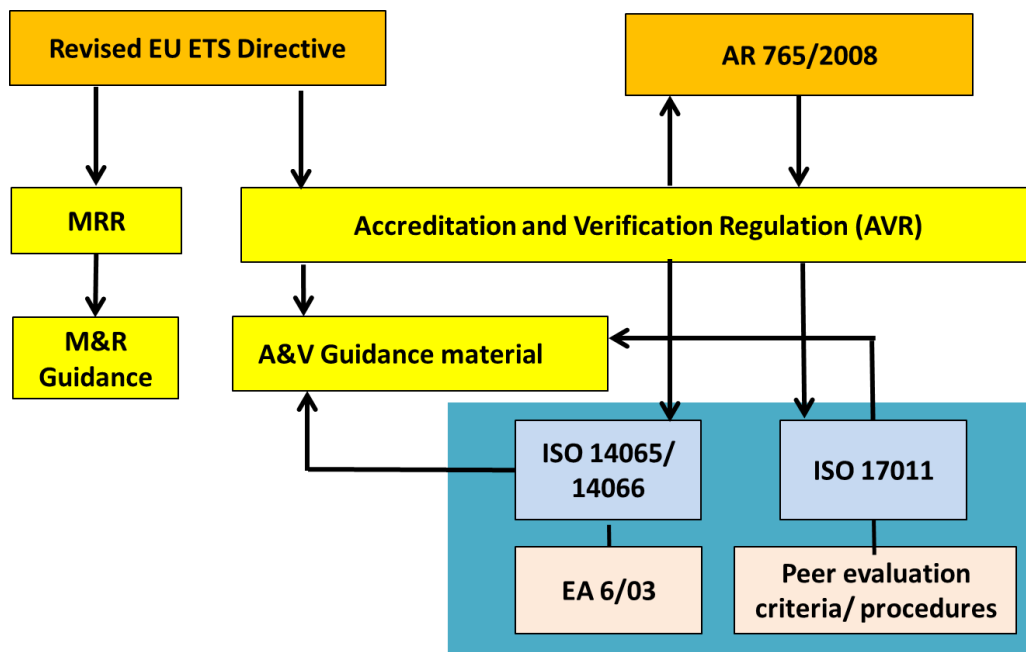 Revised EU ETS Directive
AR 765/2008
MRR
Accreditation and Verification Regulation (AVR)
M&R
Guidance
A&V Guidance material
ISO 14065/
14066
ISO 17011
EA 6/03
Peer evaluation
criteria/ procedures